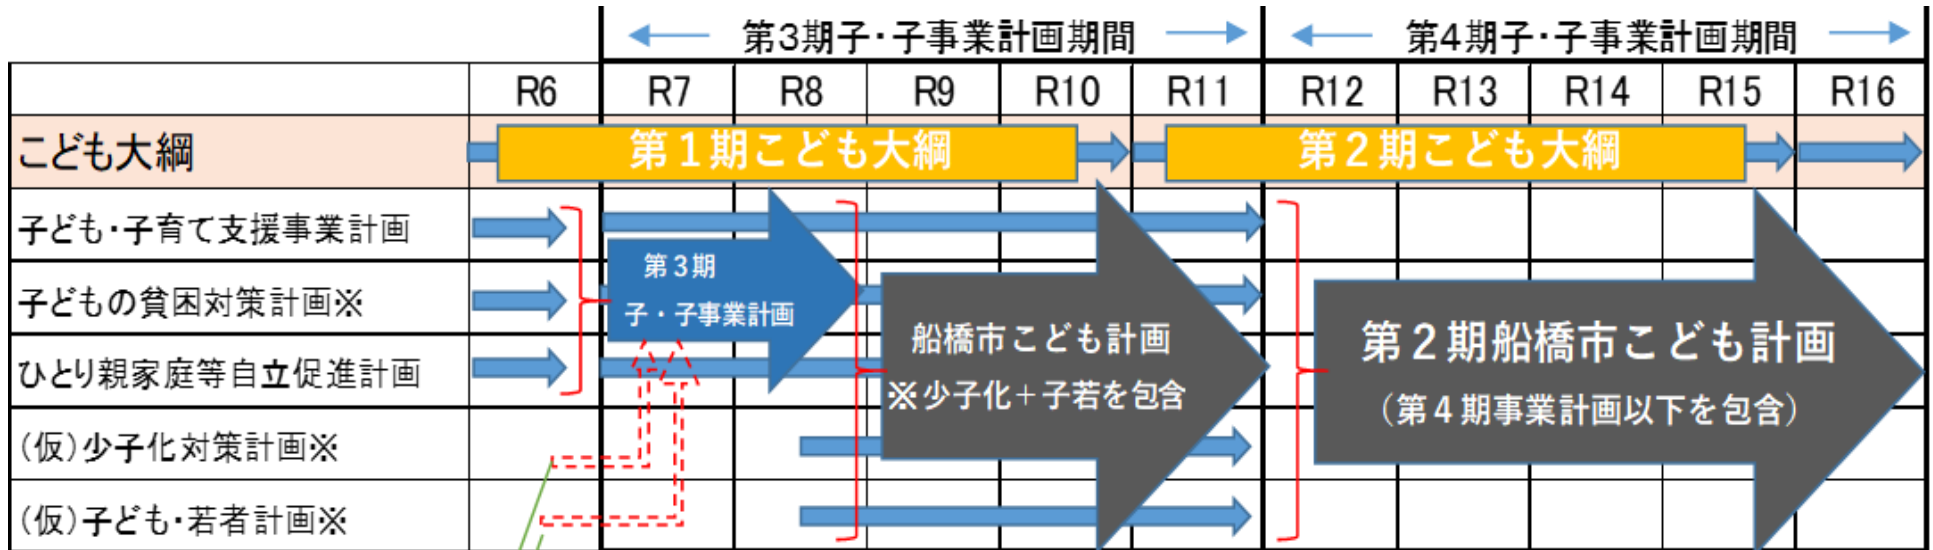 第3期子・子事業計画期間 第4期子・子事業計画期間
R6 R7 R8 R9 R10 R11 R12 R13 R14 R15 R16
こども大綱 第１期こども大綱 第２期こども大綱
子ども・子育て支援事業計画
第３期
子・子事業計画
子どもの貧困対策計画※
ひとり親家庭等自立促進計画
船橋市こども計画
※少子化＋子若を包含
第２期船橋市こども計画
（第４期事業計画以下を包含）
(仮)少子化対策計画※
(仮)子ども・若者計画※